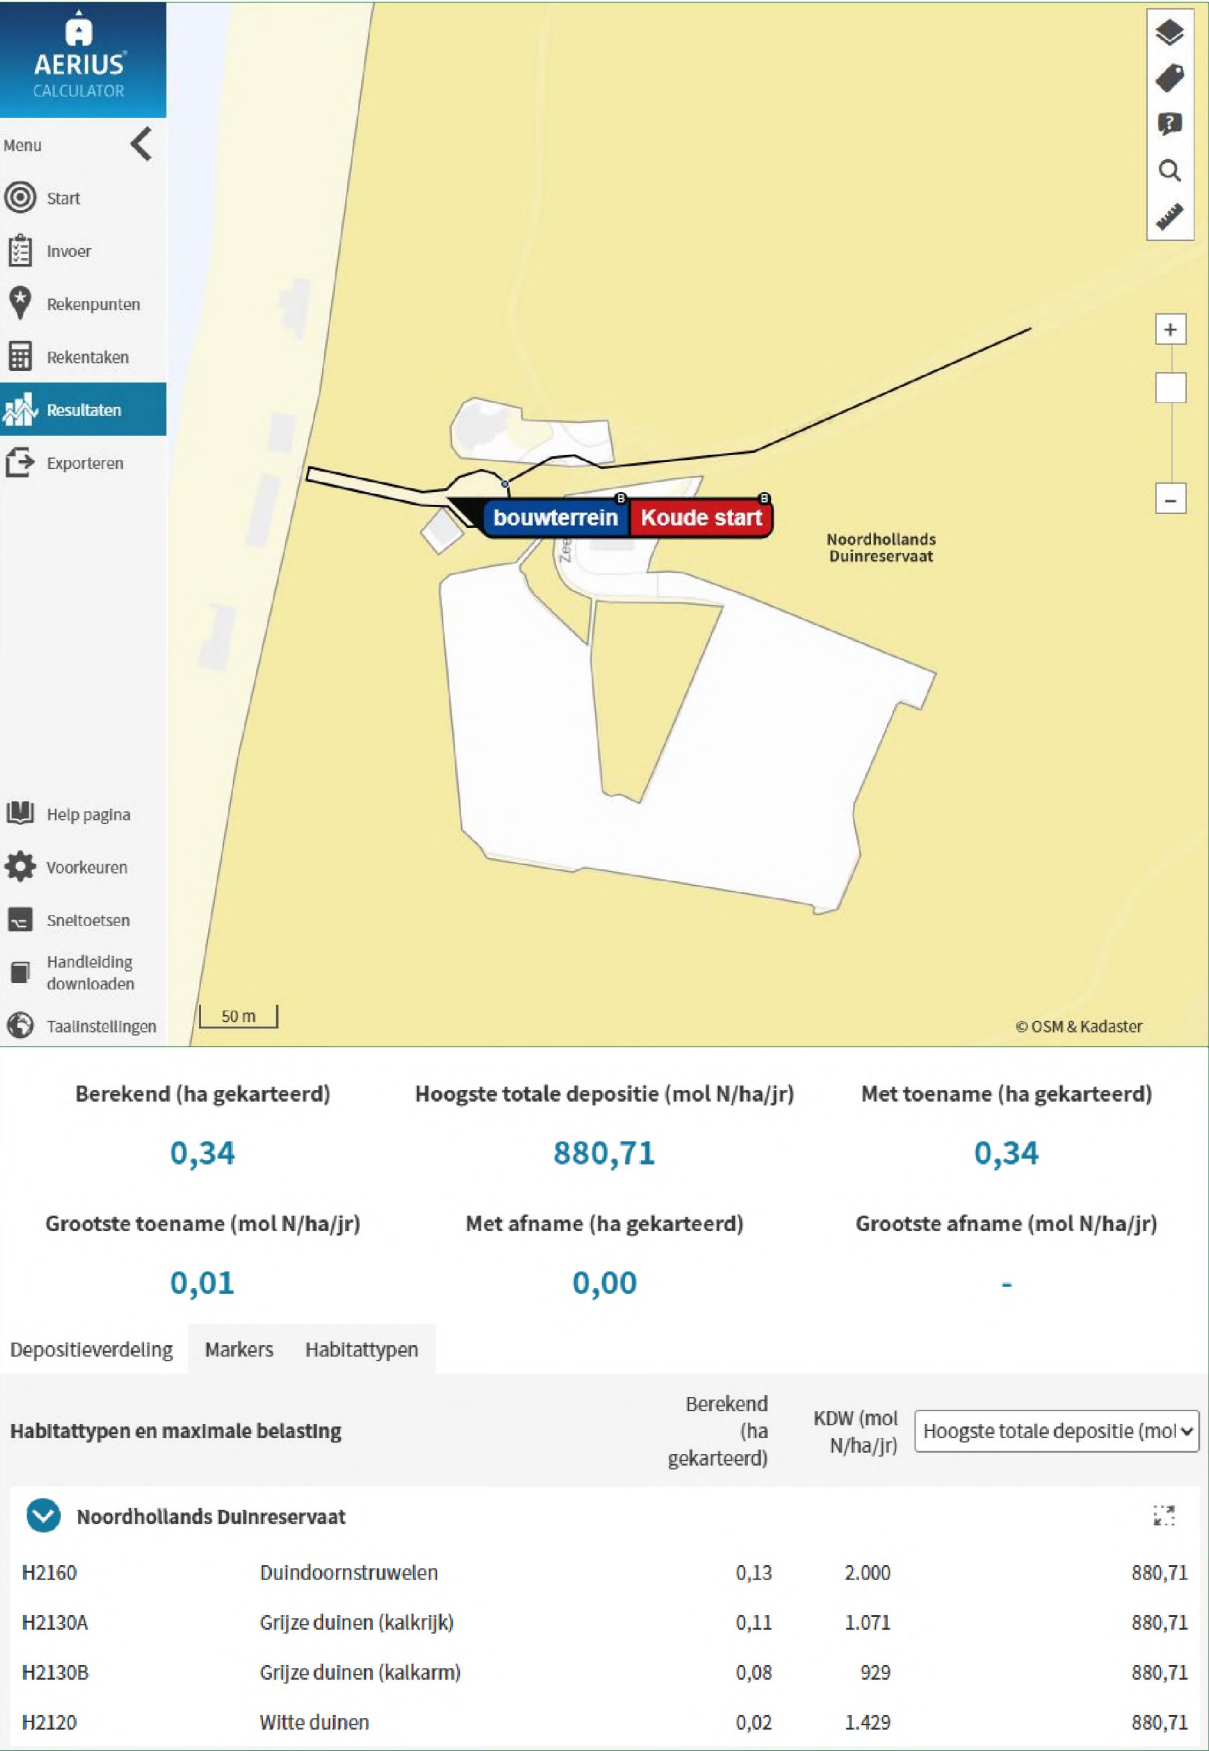 AERIUS®
CALCULATOR
Menu
Start
Invoer
Rekenpunten
Rekentaken
Resultaten
Exporteren
Help pagina
Voorkeuren
Sneltoetsen
Handleiding
downloaden
Taalinstellingen
bouwterrein
B
Koude start
B
Zee
Noordhollands
Duinreservaat
+
−
50 m
© OSM & Kadaster
Berekend (ha gekarteerd)
Hoogste totale depositie (mol N/ha/jr)
Met toename (ha gekarteerd)
0,34
880,71
0,34
Grootste toename (mol N/ha/jr)
Met afname (ha gekarteerd)
Grootste afname (mol N/ha/jr)
0,01
0,00
-
Depositieverdeling
Markers
Habitattypen
Habitattypen en maximale belasting
Berekend
(ha
gekarteerd)
KDW (mol
N/ha/jr)
Hoogste totale depositie (mol
Noordhollands Duinreservaat
H2160 Duindoornstruwelen 0,13 2.000 880,71
H2130A Grijze duinen (kalkrijk) 0,11 1.071 880,71
H2130B Grijze duinen (kalkarm) 0,08 929 880,71
H2120 Witte duinen 0,02 1.429 880,71